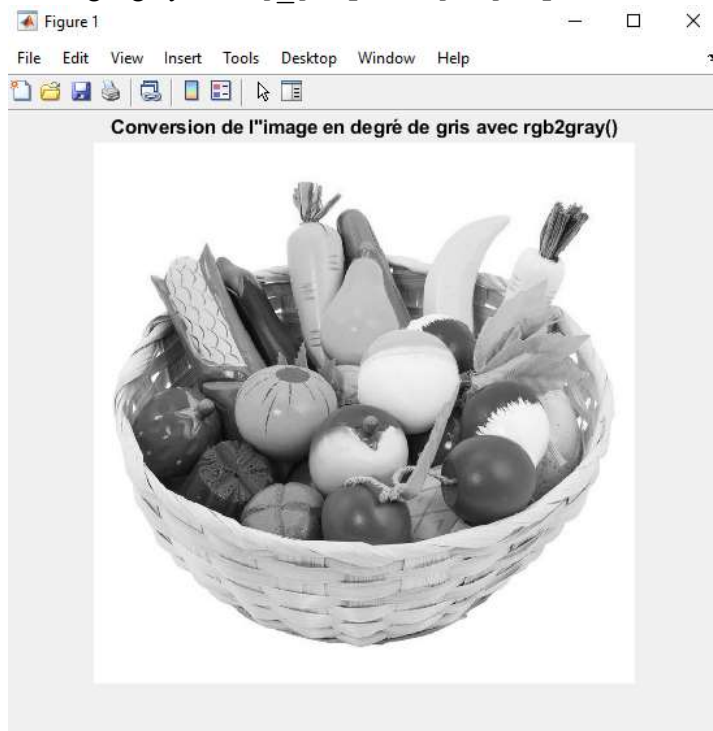 Figure 1
File Edit View Insert Tools Desktop Window Help
Conversion de l"image en degré de gris avec rgb2gray()